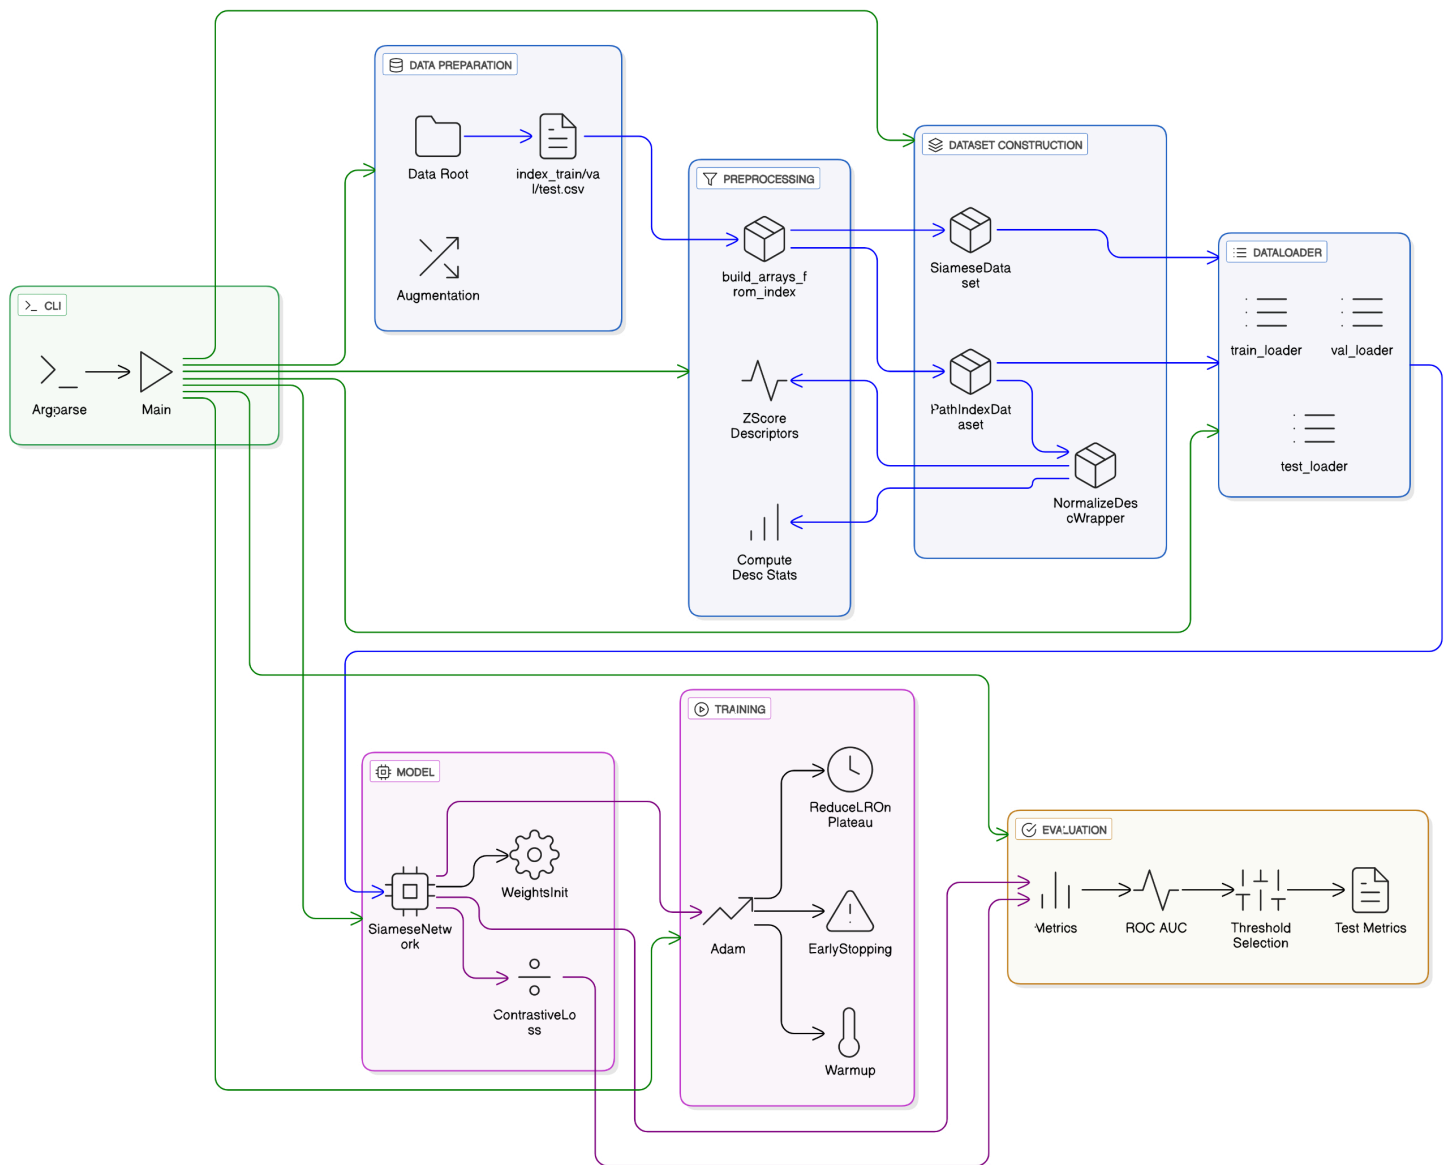 DATA PREPARATION
Data Root
index_train/va
l/test.csv
Augmentation
DATASET CONSTRUCTION
SiameseData
set
PathIndexDat
aset
NormalizeDes
cWrapper
PREPROCESSING
build_arrays_f
rom_index
ZScore
Descriptors
Compute
Desc Stats
DATALOADER
train_loader
val_loader
test_loader
>_ CLI
Argparse
Main
TRAINING
ReduceLROn
Plateau
Adam
EarlyStopping
Warmup
MODEL
WeightsInit
SiameseNetw
ork
ContrastiveLo
ss
EVALUATION
Metrics
ROC AUC
Threshold
Selection
Test Metrics